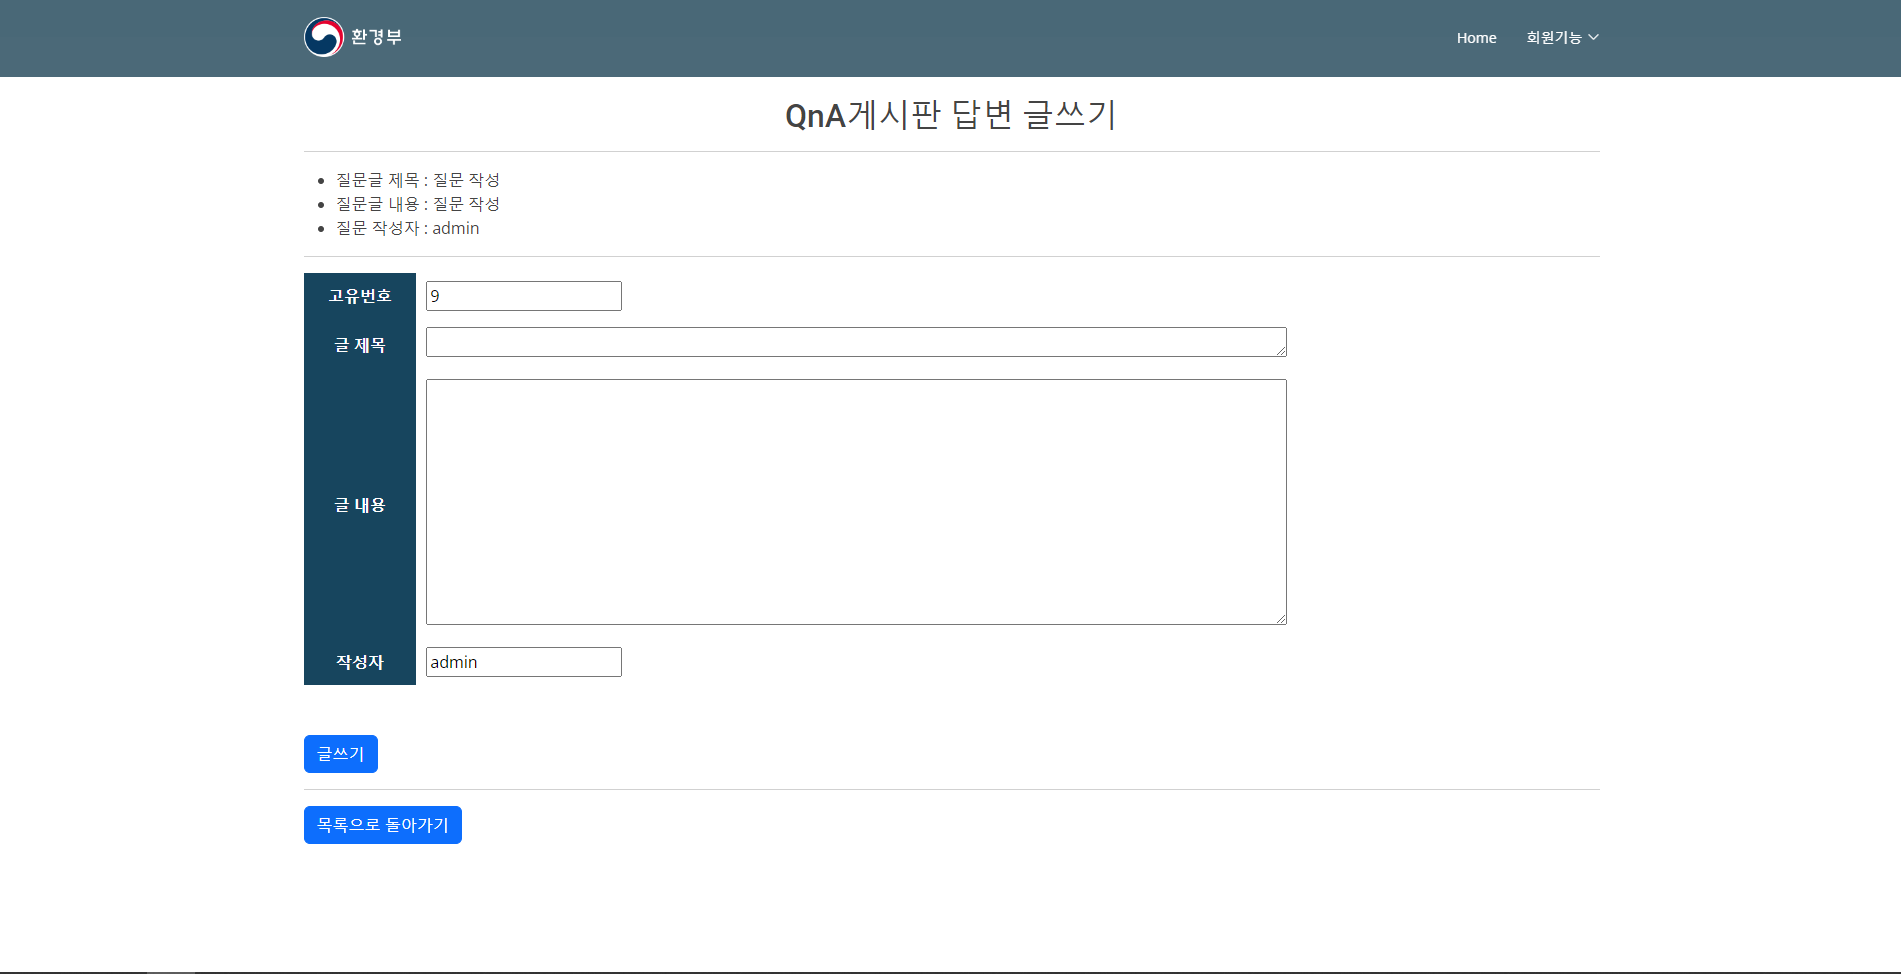 환경부
Home 회원기능
QnA게시판 답변 글쓰기
질문글 제목 : 질문 작성
질문글 내용 : 질문 작성
질문 작성자 : admin
고유번호 9
글 제목
글 내용
작성자 admin
글쓰기
목록으로 돌아가기